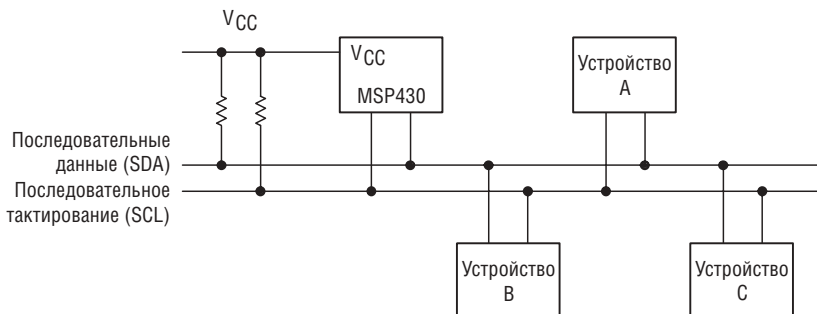 VCC
VCC
MSP430
Устройство
A
Последовательные
данные (SDA)
Последовательное
тактирование (SCL)
Устройство
B
Устройство
C